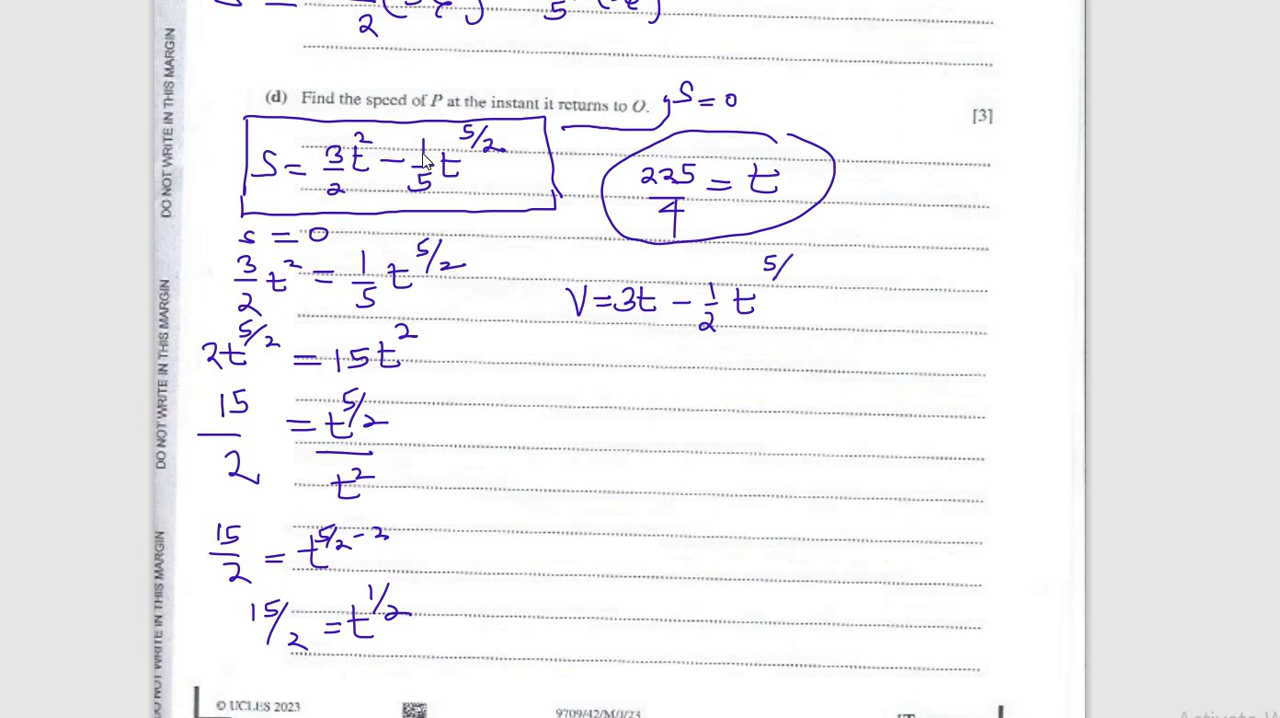 2 5
(d) Find the speed of P at the instant it returns to O. s = 0
[3]
S = 3/2 t² − 1/5 t^5/2
225/4 = t
s = 0
3/2 t² = 1/5 t^5/2
V = 3t − 1/2 t^5/
2t^5/2 = 15t²
15/2 = t^5/2 / t²
15/2 = t^5/2 − 2
15/2 = t^1/2
© UCLES 2023
9709/42/M/J/23
DO NOT WRITE IN THIS MARGIN
DO NOT WRITE IN THIS MARGIN
DO NOT WRITE IN THIS MARGIN